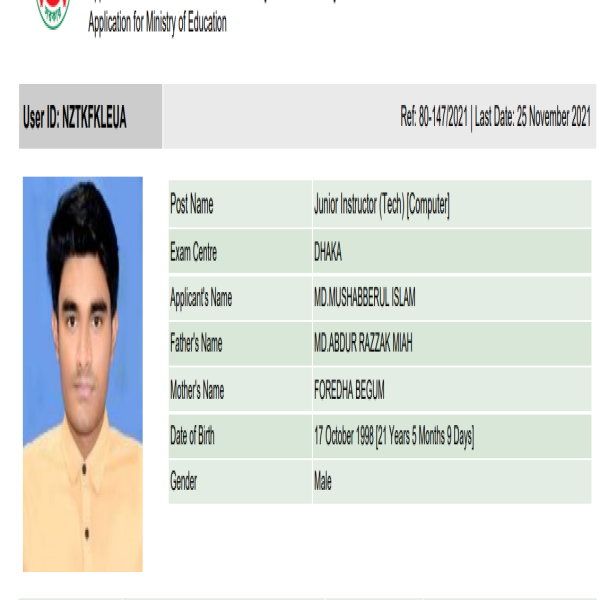 Application for Ministry of Education
User ID: NZTKFKLEUA
Ref: 80-147/2021 | Last Date: 25 November 2021
Post Name Junior Instructor (Tech) [Computer]
Exam Centre DHAKA
Applicant's Name MD.MUSHABBERUL ISLAM
Father's Name MD.ABDUR RAZZAK MIAH
Mother's Name FOREDHA BEGUM
Date of Birth 17 October 1998 [21 Years 5 Months 9 Days]
Gender Male